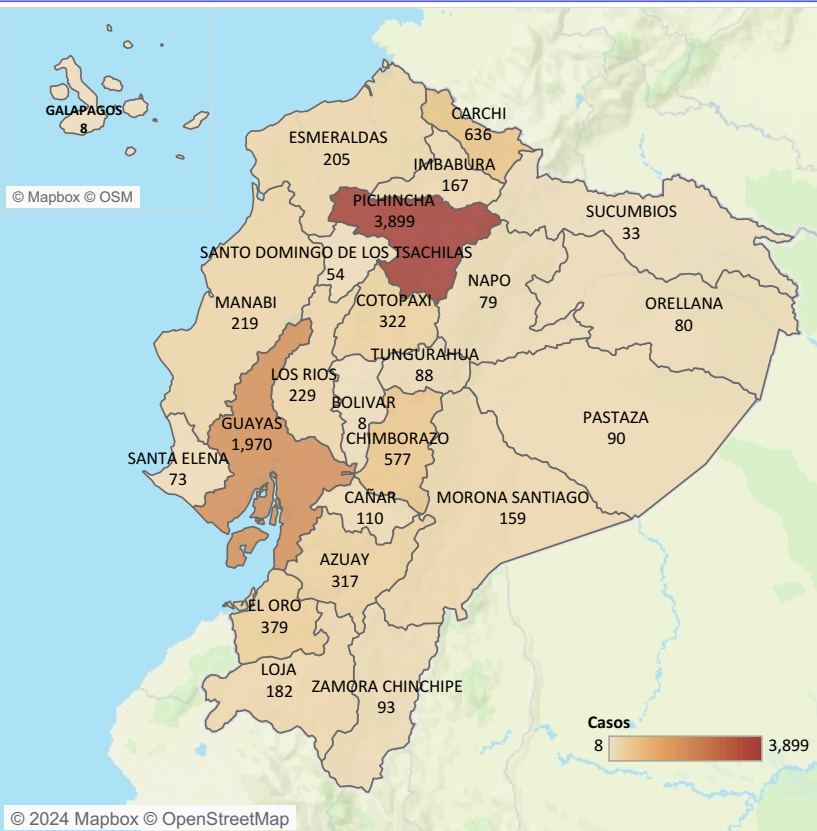 GALAPAGOS
8
© Mapbox © OSM
CARCHI
636
ESMERALDAS
205
IMBABURA
167
PICHINCHA
3,899
SUCUMBIOS
33
SANTO DOMINGO DE LOS TSACHILAS
54
NAPO
79
MANABI
219
COTOPAXI
322
ORELLANA
80
TUNGURAHUA
88
LOS RIOS
229
BOLIVAR
8
PASTAZA
90
GUAYAS
1,970
CHIMBORAZO
577
SANTA ELENA
73
CAÑAR
110
MORONA SANTIAGO
159
AZUAY
317
EL ORO
379
LOJA
182
ZAMORA CHINCHIPE
93
Casos
8 3,899
© 2024 Mapbox © OpenStreetMap